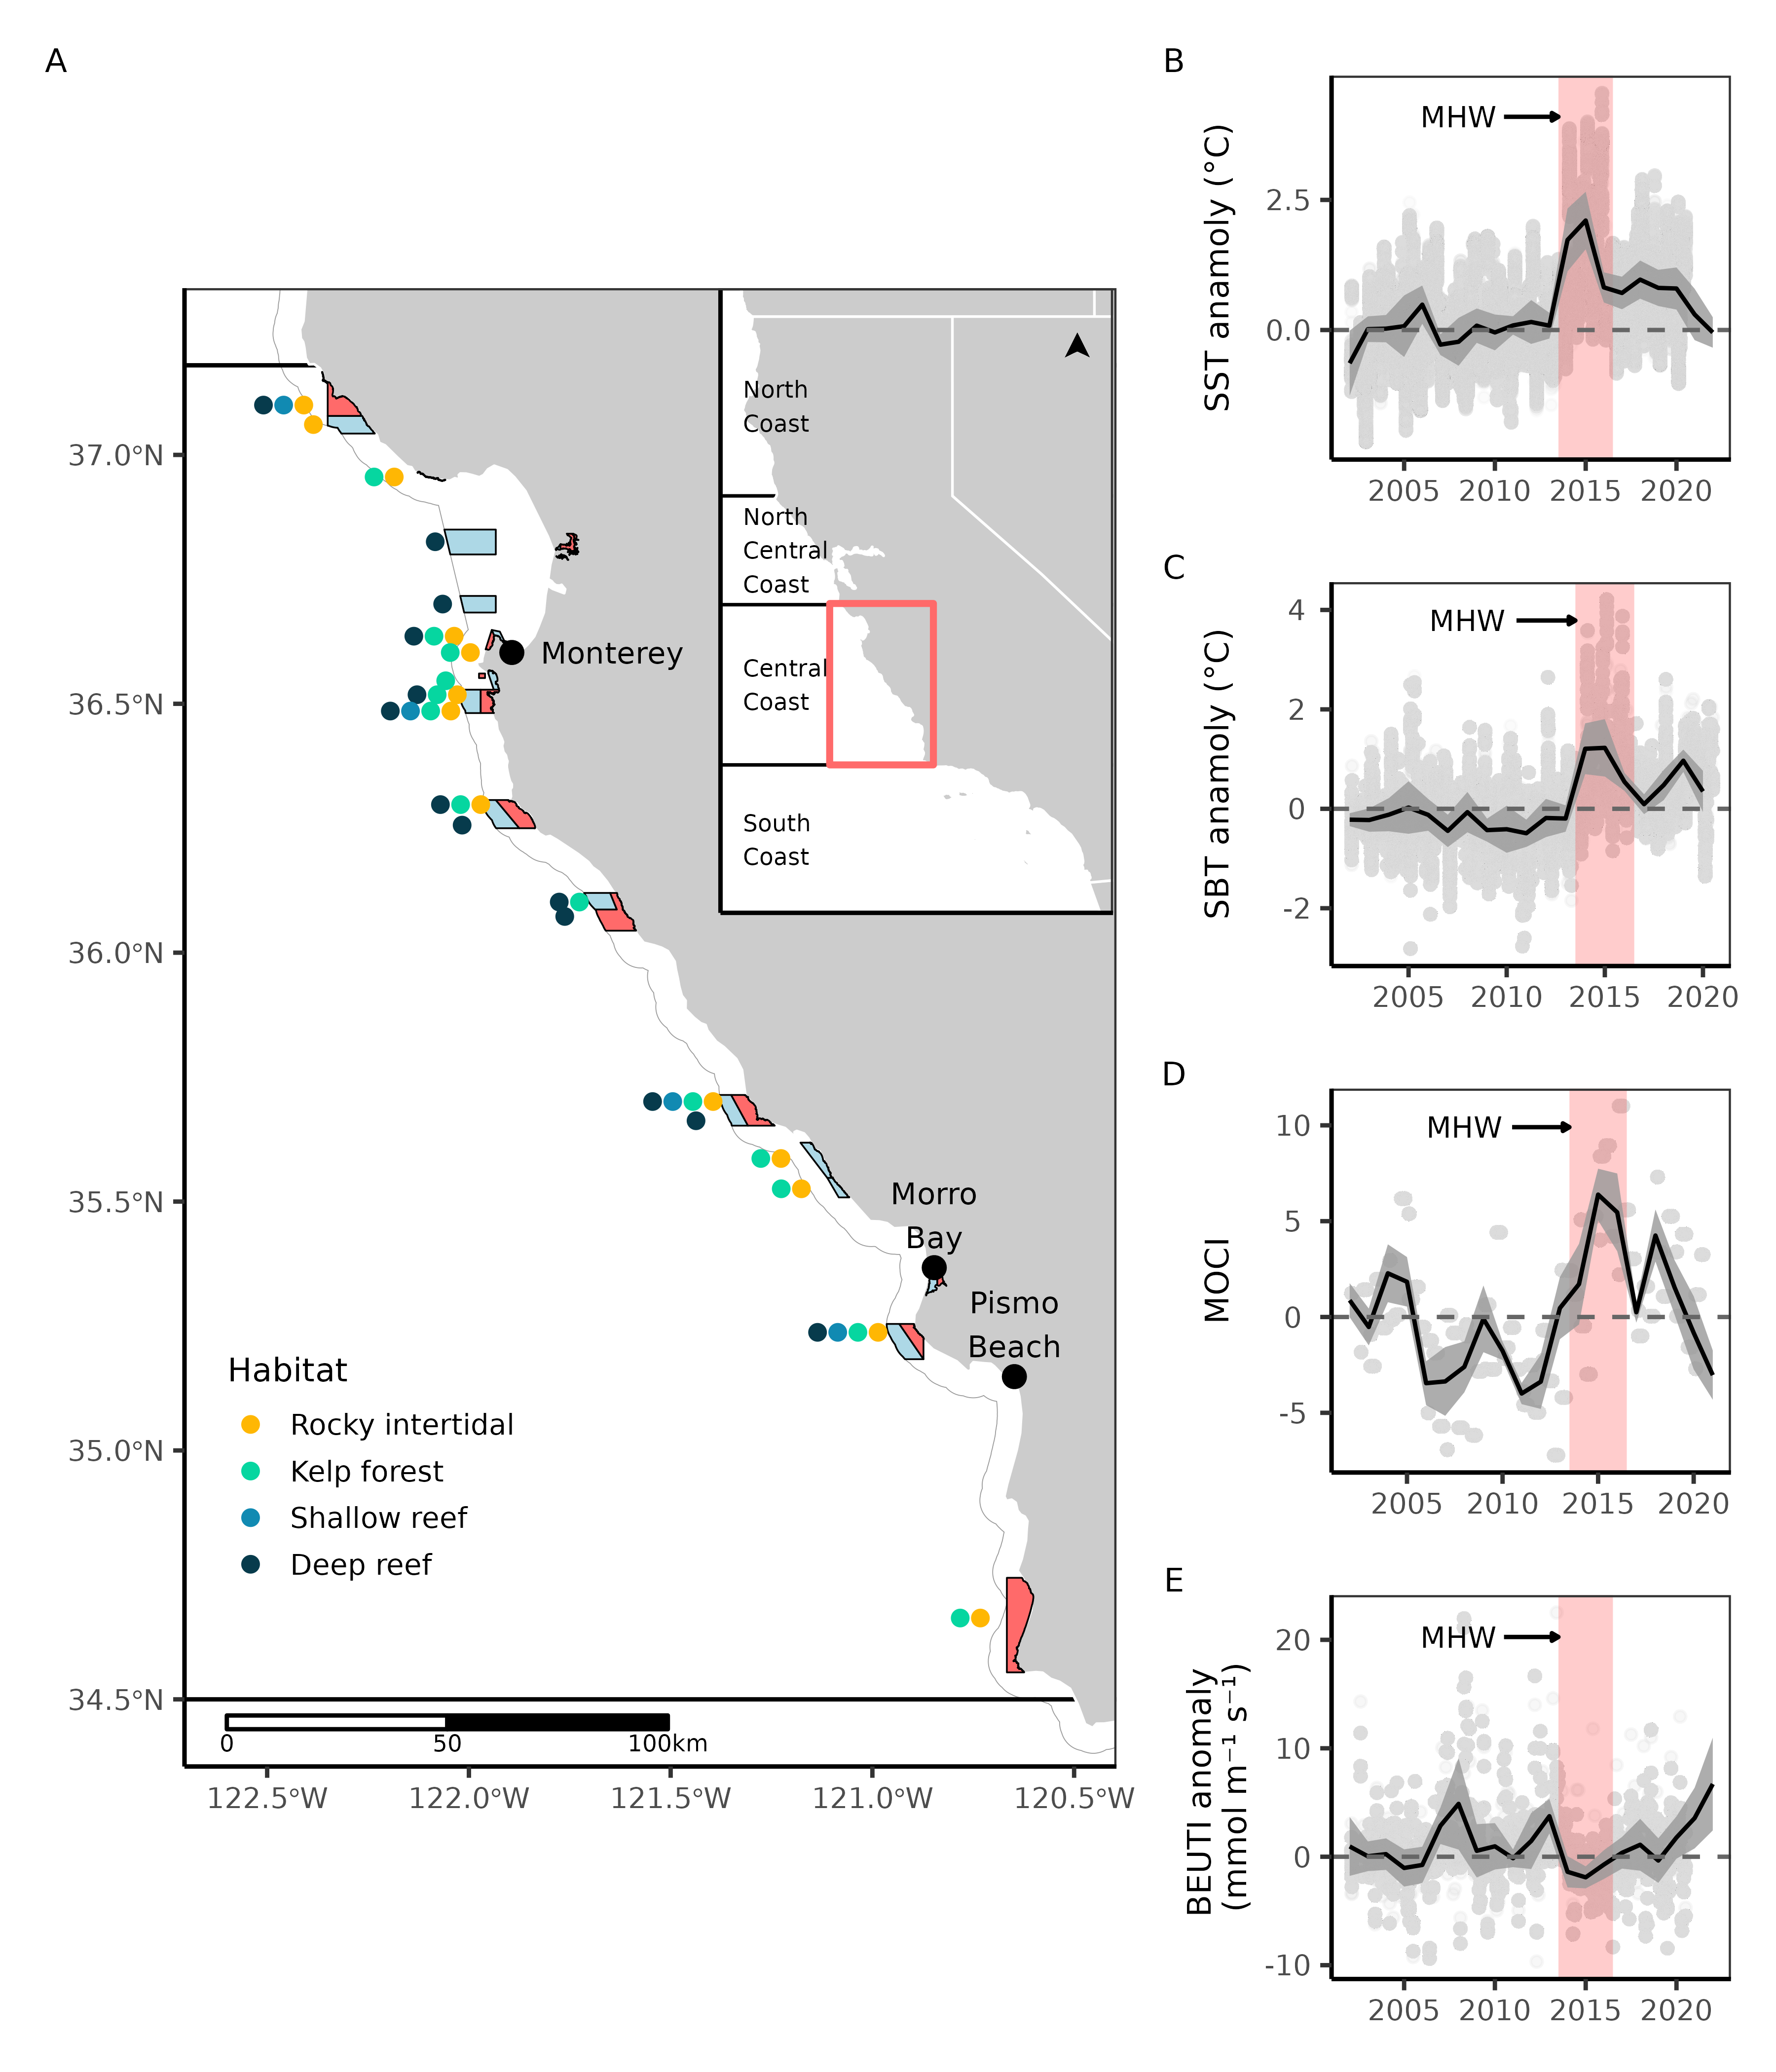 A
North
Coast
North
Central
Coast
Central
Coast
South
Coast
37.0°N
36.5°N
36.0°N
35.5°N
35.0°N
34.5°N
Monterey
Morro
Bay
Pismo
Beach
Habitat
Rocky intertidal
Kelp forest
Shallow reef
Deep reef
0 50 100km
122.5°W 122.0°W 121.5°W 121.0°W 120.5°W
B
SST anamoly (°C)
MHW
2.5
0.0
2005 2010 2015 2020
C
SBT anamoly (°C)
MHW
4
2
0
-2
2005 2010 2015 2020
D
MOCI
MHW
10
5
0
-5
2005 2010 2015 2020
E
BEUTI anomaly
(mmol m⁻¹ s⁻¹)
MHW
20
10
0
-10
2005 2010 2015 2020